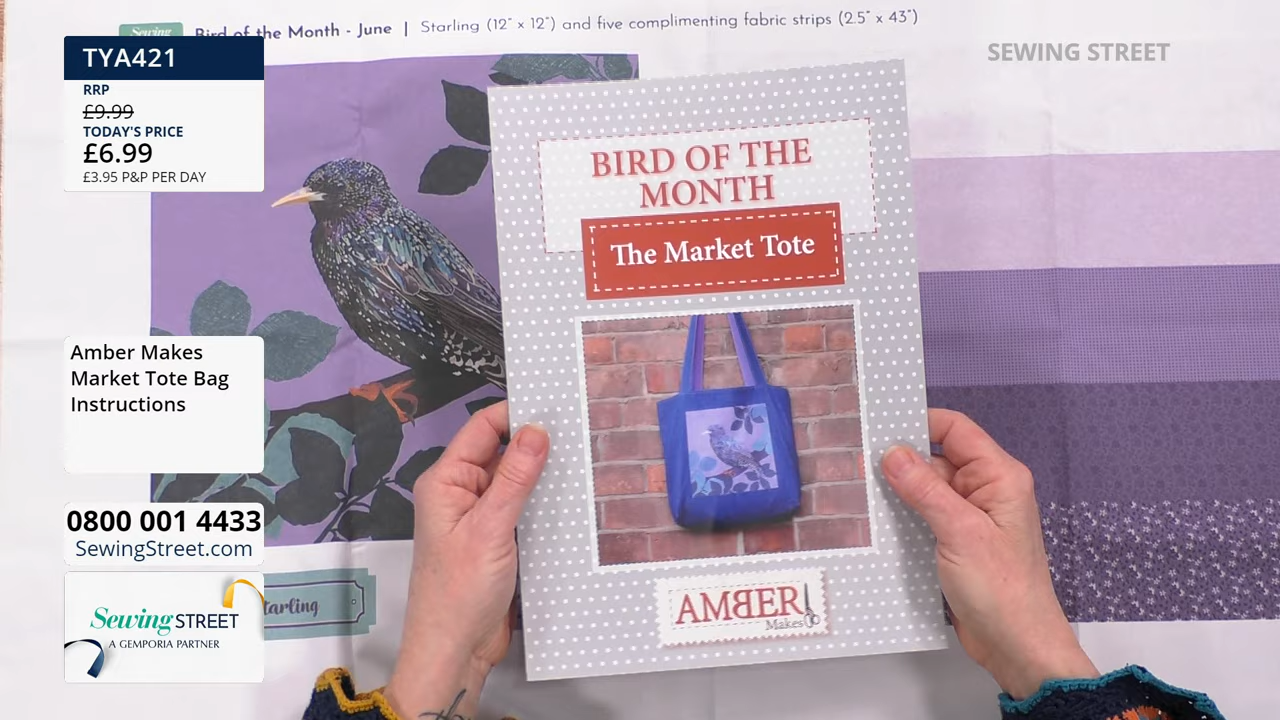 Sewing
Bird of the Month - June | Starling (12" x 12") and five complimenting fabric strips (2.5" x 43")
SEWING STREET
TYA421
RRP
£9.99
TODAY'S PRICE
£6.99
£3.95 P&P PER DAY
BIRD OF THE
MONTH
The Market Tote
Amber Makes
Market Tote Bag
Instructions
0800 001 4433
SewingStreet.com
Sewing STREET
A GEMPORIA PARTNER
tarling
AMBER
Makes